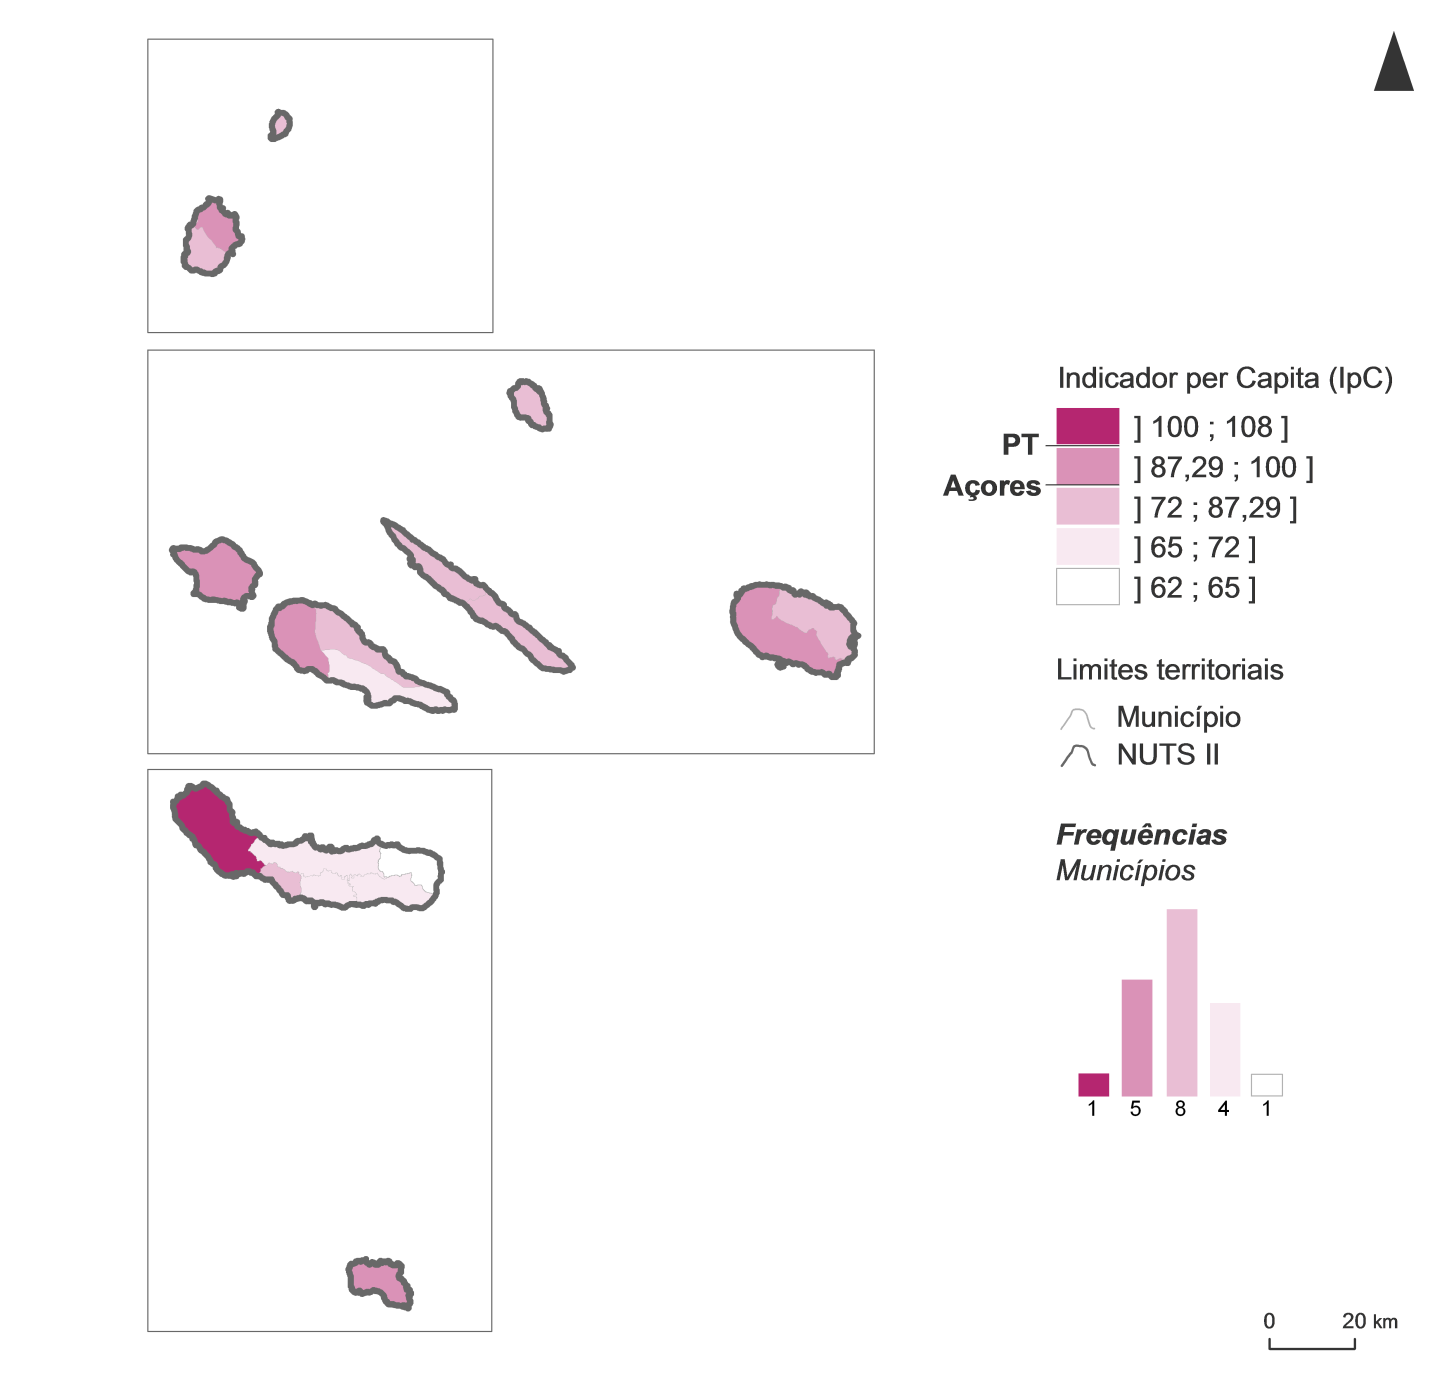 Indicador per Capita (IpC)
] 100 ; 108 ]
PT
] 87,29 ; 100 ]
Açores
] 72 ; 87,29 ]
] 65 ; 72 ]
] 62 ; 65 ]
Limites territoriais
Município
NUTS II
Frequências
Municípios
1 5 8 4 1
0 20 km